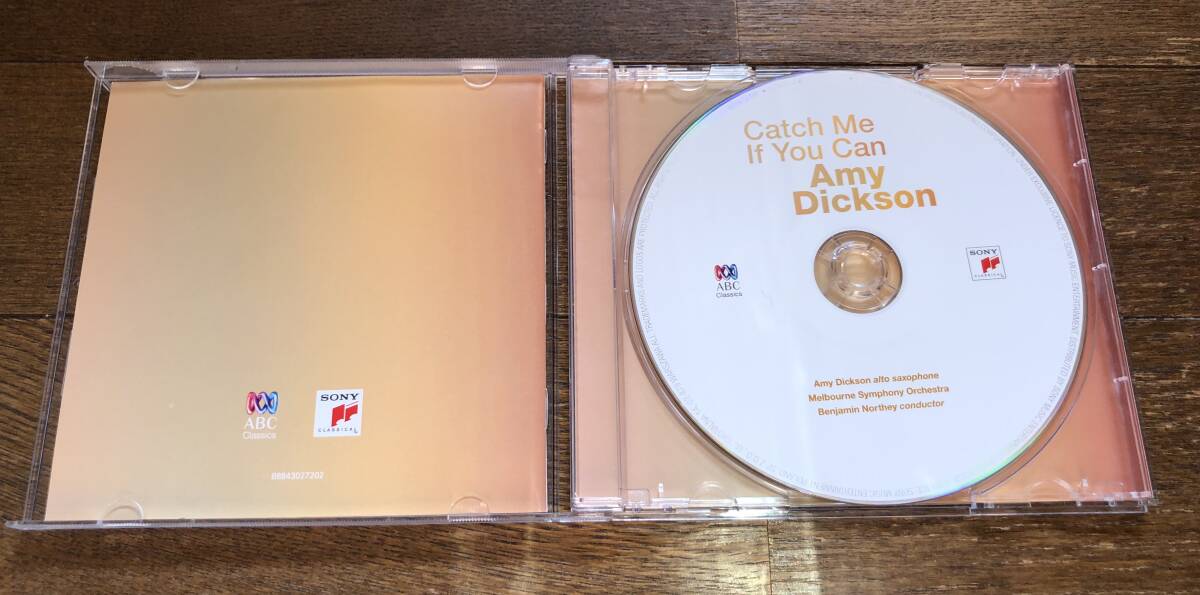 ABC
Classics
SONY
CLASSICAL
88843027202
Catch Me
If You Can
Amy
Dickson
ABC
Classics
SONY
CLASSICAL
Amy Dickson alto saxophone
Melbourne Symphony Orchestra
Benjamin Northey conductor